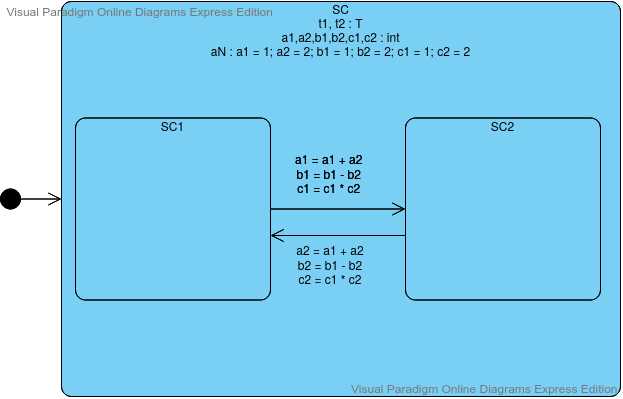 Visual Paradigm Online Diagrams Express Edition
SC
t1, t2 : T
a1,a2,b1,b2,c1,c2 : int
aN : a1 = 1; a2 = 2; b1 = 1; b2 = 2; c1 = 1; c2 = 2
SC1
SC2
a1 = a1 + a2
b1 = b1 - b2
c1 = c1 * c2
a2 = a1 + a2
b2 = b1 - b2
c2 = c1 * c2
Visual Paradigm Online Diagrams Express Edition